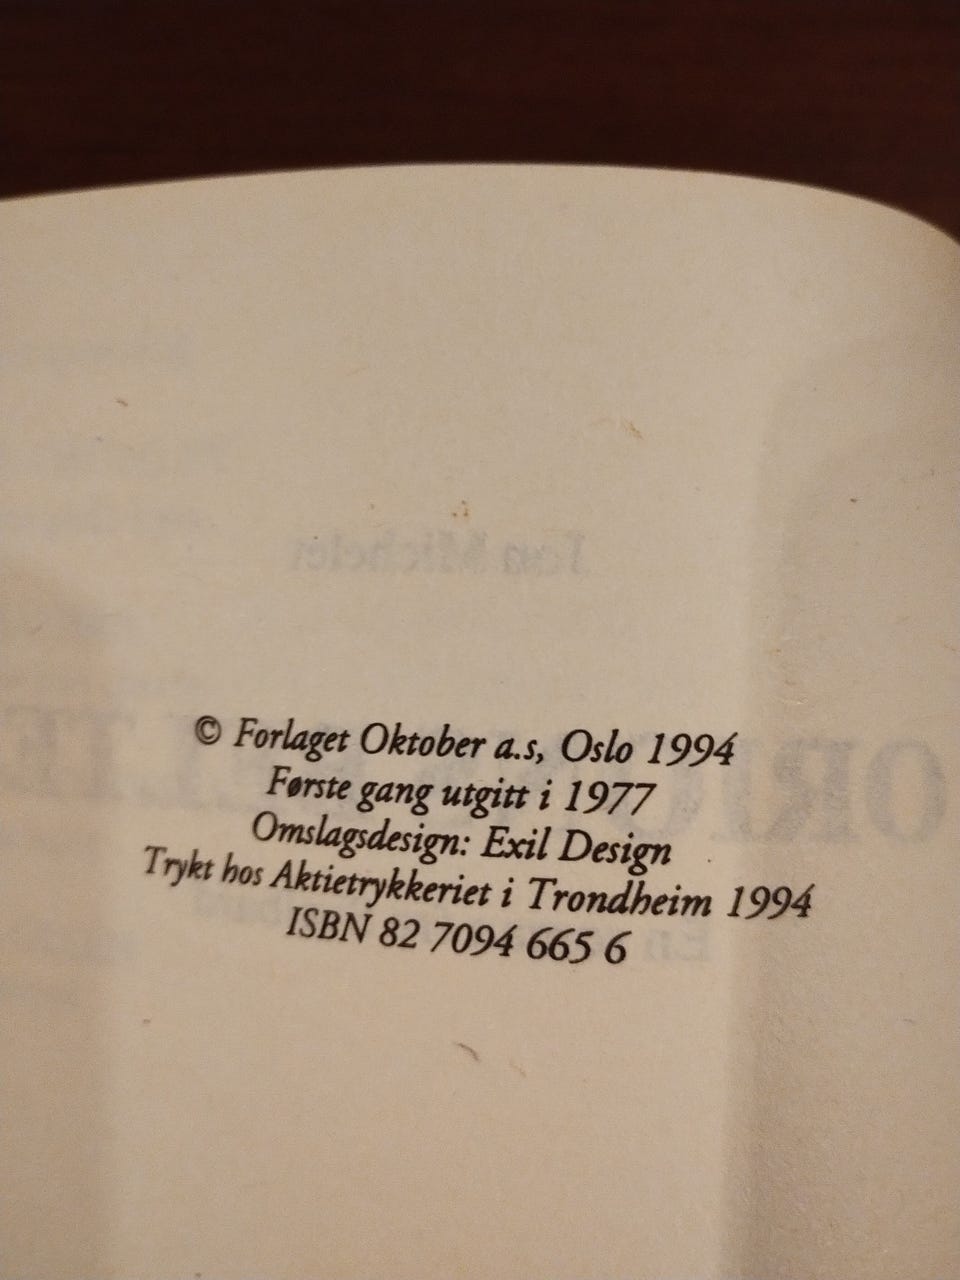 © Forlaget Oktober a.s, Oslo 1994
Første gang utgitt i 1977
Omslagsdesign: Exil Design
Trykt hos Aktietrykkeriet i Trondheim 1994
ISBN 82 7094 665 6